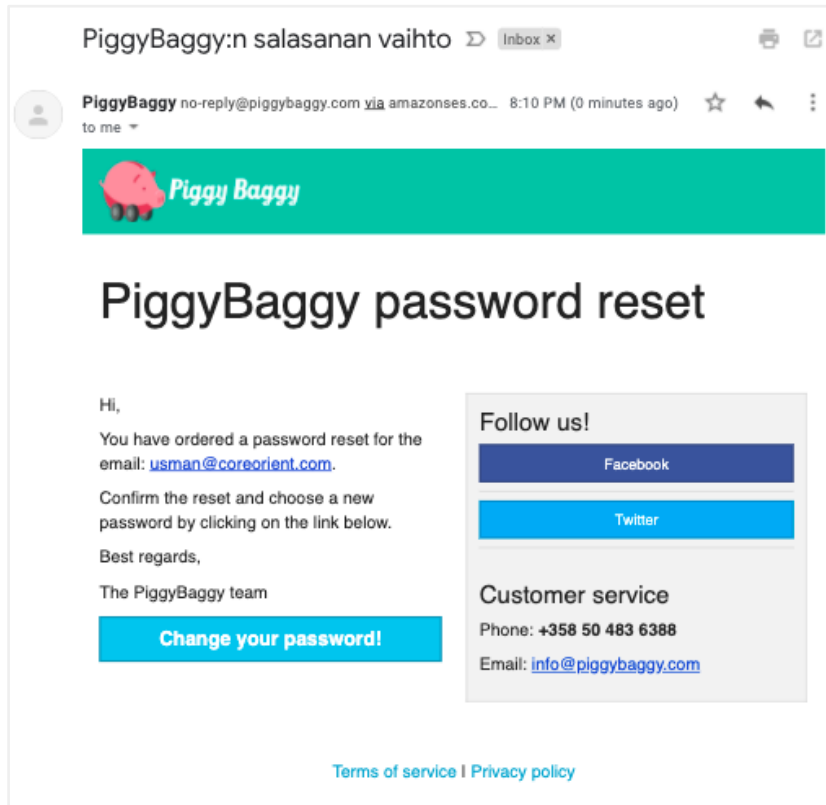 PiggyBaggy:n salasanan vaihto Inbox ×
PiggyBaggy no-reply@piggybaggy.com via amazonses.co... 8:10 PM (0 minutes ago)
to me
Piggy Baggy
PiggyBaggy password reset
Hi,
You have ordered a password reset for the
email: usman@coreorient.com.
Confirm the reset and choose a new
password by clicking on the link below.
Best regards,
The PiggyBaggy team
Change your password!
Follow us!
Facebook
Twitter
Customer service
Phone: +358 50 483 6388
Email: info@piggybaggy.com
Terms of service | Privacy policy